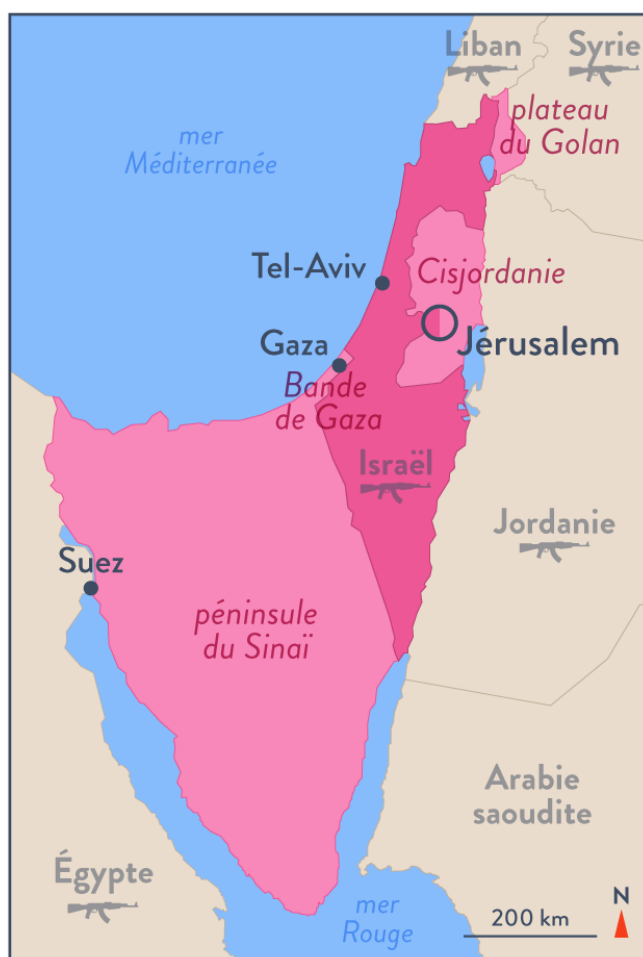 Liban
Syrie
plateau
du Golan
mer
Méditerranée
Tel-Aviv
Cisjordanie
Gaza
Jérusalem
Bande
de Gaza
Israël
Jordanie
Suez
péninsule
du Sinaï
Arabie
saoudite
Égypte
mer
Rouge
200 km
N